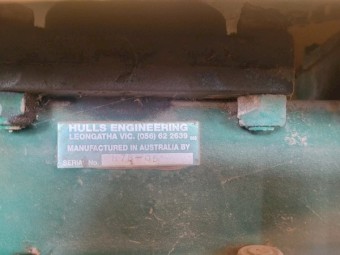 HULLS ENGINEERING
LEONGATHA VIC. (056) 62 2639
MANUFACTURED IN AUSTRALIA BY
SERIAL No.